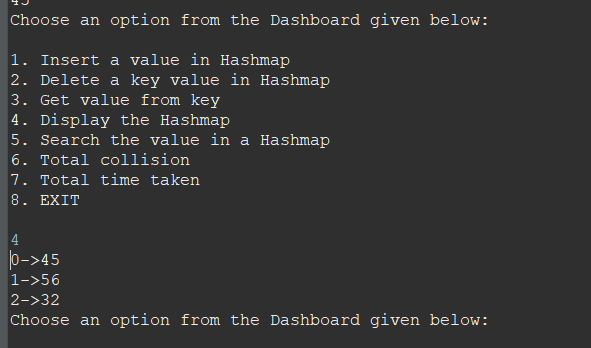 45
Choose an option from the Dashboard given below:
1. Insert a value in Hashmap
2. Delete a key value in Hashmap
3. Get value from key
4. Display the Hashmap
5. Search the value in a Hashmap
6. Total collision
7. Total time taken
8. EXIT
4
0->45
1->56
2->32
Choose an option from the Dashboard given below: